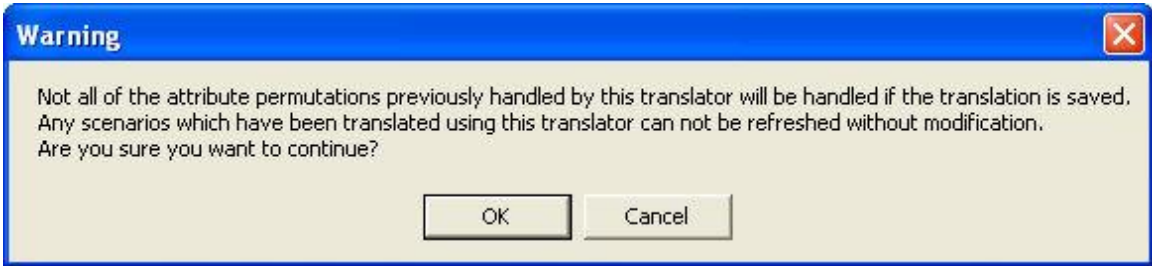 Warning
Not all of the attribute permutations previously handled by this translator will be handled if the translation is saved.
Any scenarios which have been translated using this translator can not be refreshed without modification.
Are you sure you want to continue?
OK
Cancel